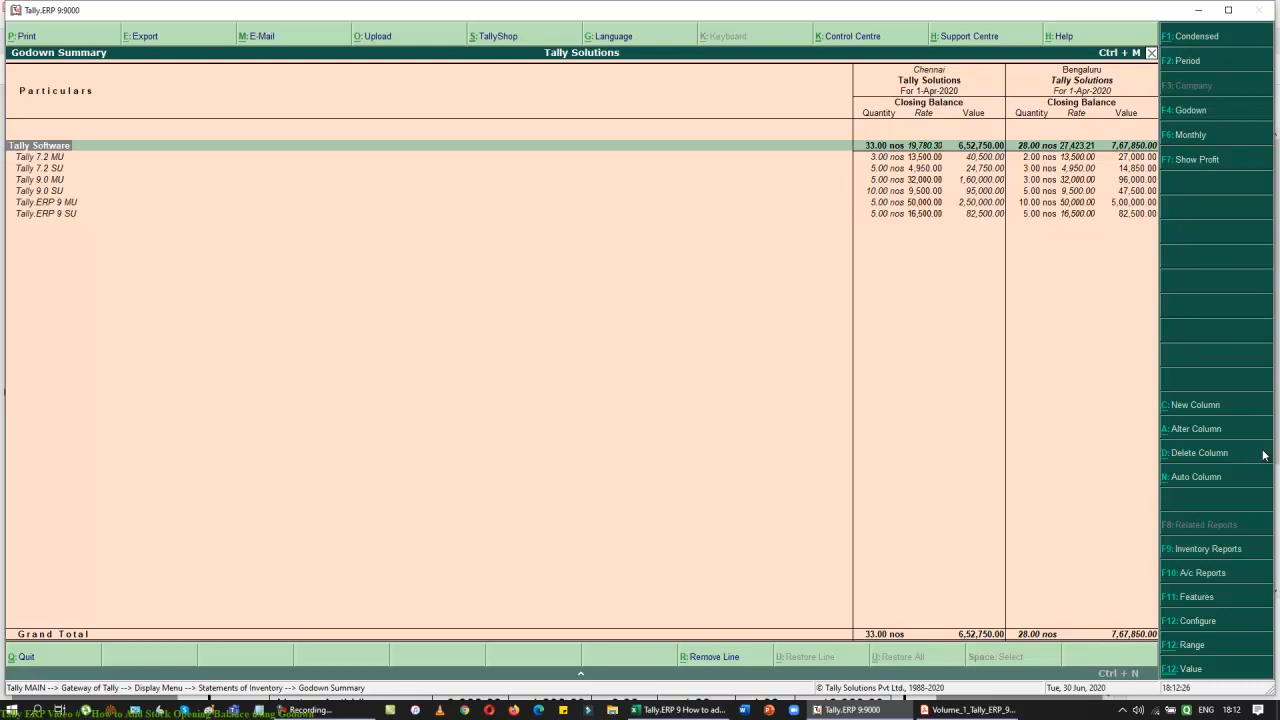 Tally.ERP 9:9000
P: Print
E: Export
M: E-Mail
O: Upload
S: TallyShop
G: Language
K: Keyboard
K: Control Centre
H: Support Centre
H: Help
Godown Summary
Tally Solutions
Ctrl + M
Particulars
Chennai
Tally Solutions
For 1-Apr-2020
Closing Balance
Quantity Rate Value
Bengaluru
Tally Solutions
For 1-Apr-2020
Closing Balance
Quantity Rate Value
Tally Software 33.00 nos 19,780.30 6,52,750.00 28.00 nos 27,423.21 7,67,850.00
Tally 7.2 MU 3.00 nos 13,500.00 40,500.00 2.00 nos 13,500.00 27,000.00
Tally 7.2 SU 5.00 nos 4,950.00 24,750.00 3.00 nos 4,950.00 14,850.00
Tally 9.0 MU 5.00 nos 32,000.00 1,60,000.00 3.00 nos 32,000.00 96,000.00
Tally 9.0 SU 10.00 nos 9,500.00 95,000.00 5.00 nos 9,500.00 47,500.00
Tally.ERP 9 MU 5.00 nos 50,000.00 2,50,000.00 10.00 nos 50,000.00 5,00,000.00
Tally.ERP 9 SU 5.00 nos 16,500.00 82,500.00 5.00 nos 16,500.00 82,500.00
Grand Total 33.00 nos 6,52,750.00 28.00 nos 7,67,850.00
F1: Condensed
F2: Period
F3: Company
F4: Godown
F6: Monthly
F7: Show Profit
C: New Column
A: Alter Column
D: Delete Column
N: Auto Column
F8: Related Reports
F9: Inventory Reports
F10: A/c Reports
F11: Features
F12: Configure
F12: Range
F12: Value
Q: Quit
R: Remove Line
U: Restore Line
U: Restore All
Space: Select
Ctrl + N
Tally MAIN --> Gateway of Tally --> Display Menu --> Statements of Inventory --> Godown Summary
© Tally Solutions Pvt Ltd., 1988-2020
Tue, 30 Jun, 2020
18:12:26
Recording...
Tally.ERP 9 How to ad...
Tally.ERP 9:9000
Volume_1_Tally_ERP_9...
ENG
18:12
Tally ERP Video # - How to Add Stock Opening Balance using Godown